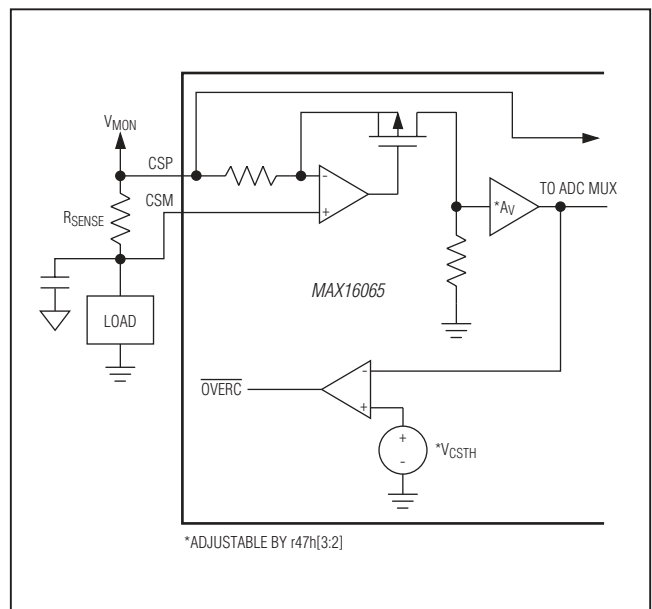 VMON
CSP
CSM
RSENSE
LOAD
-
+
*AV
TO ADC MUX
MAX16065
OVERC
-
+
+
-
*VCSTH
*ADJUSTABLE BY r47h[3:2]